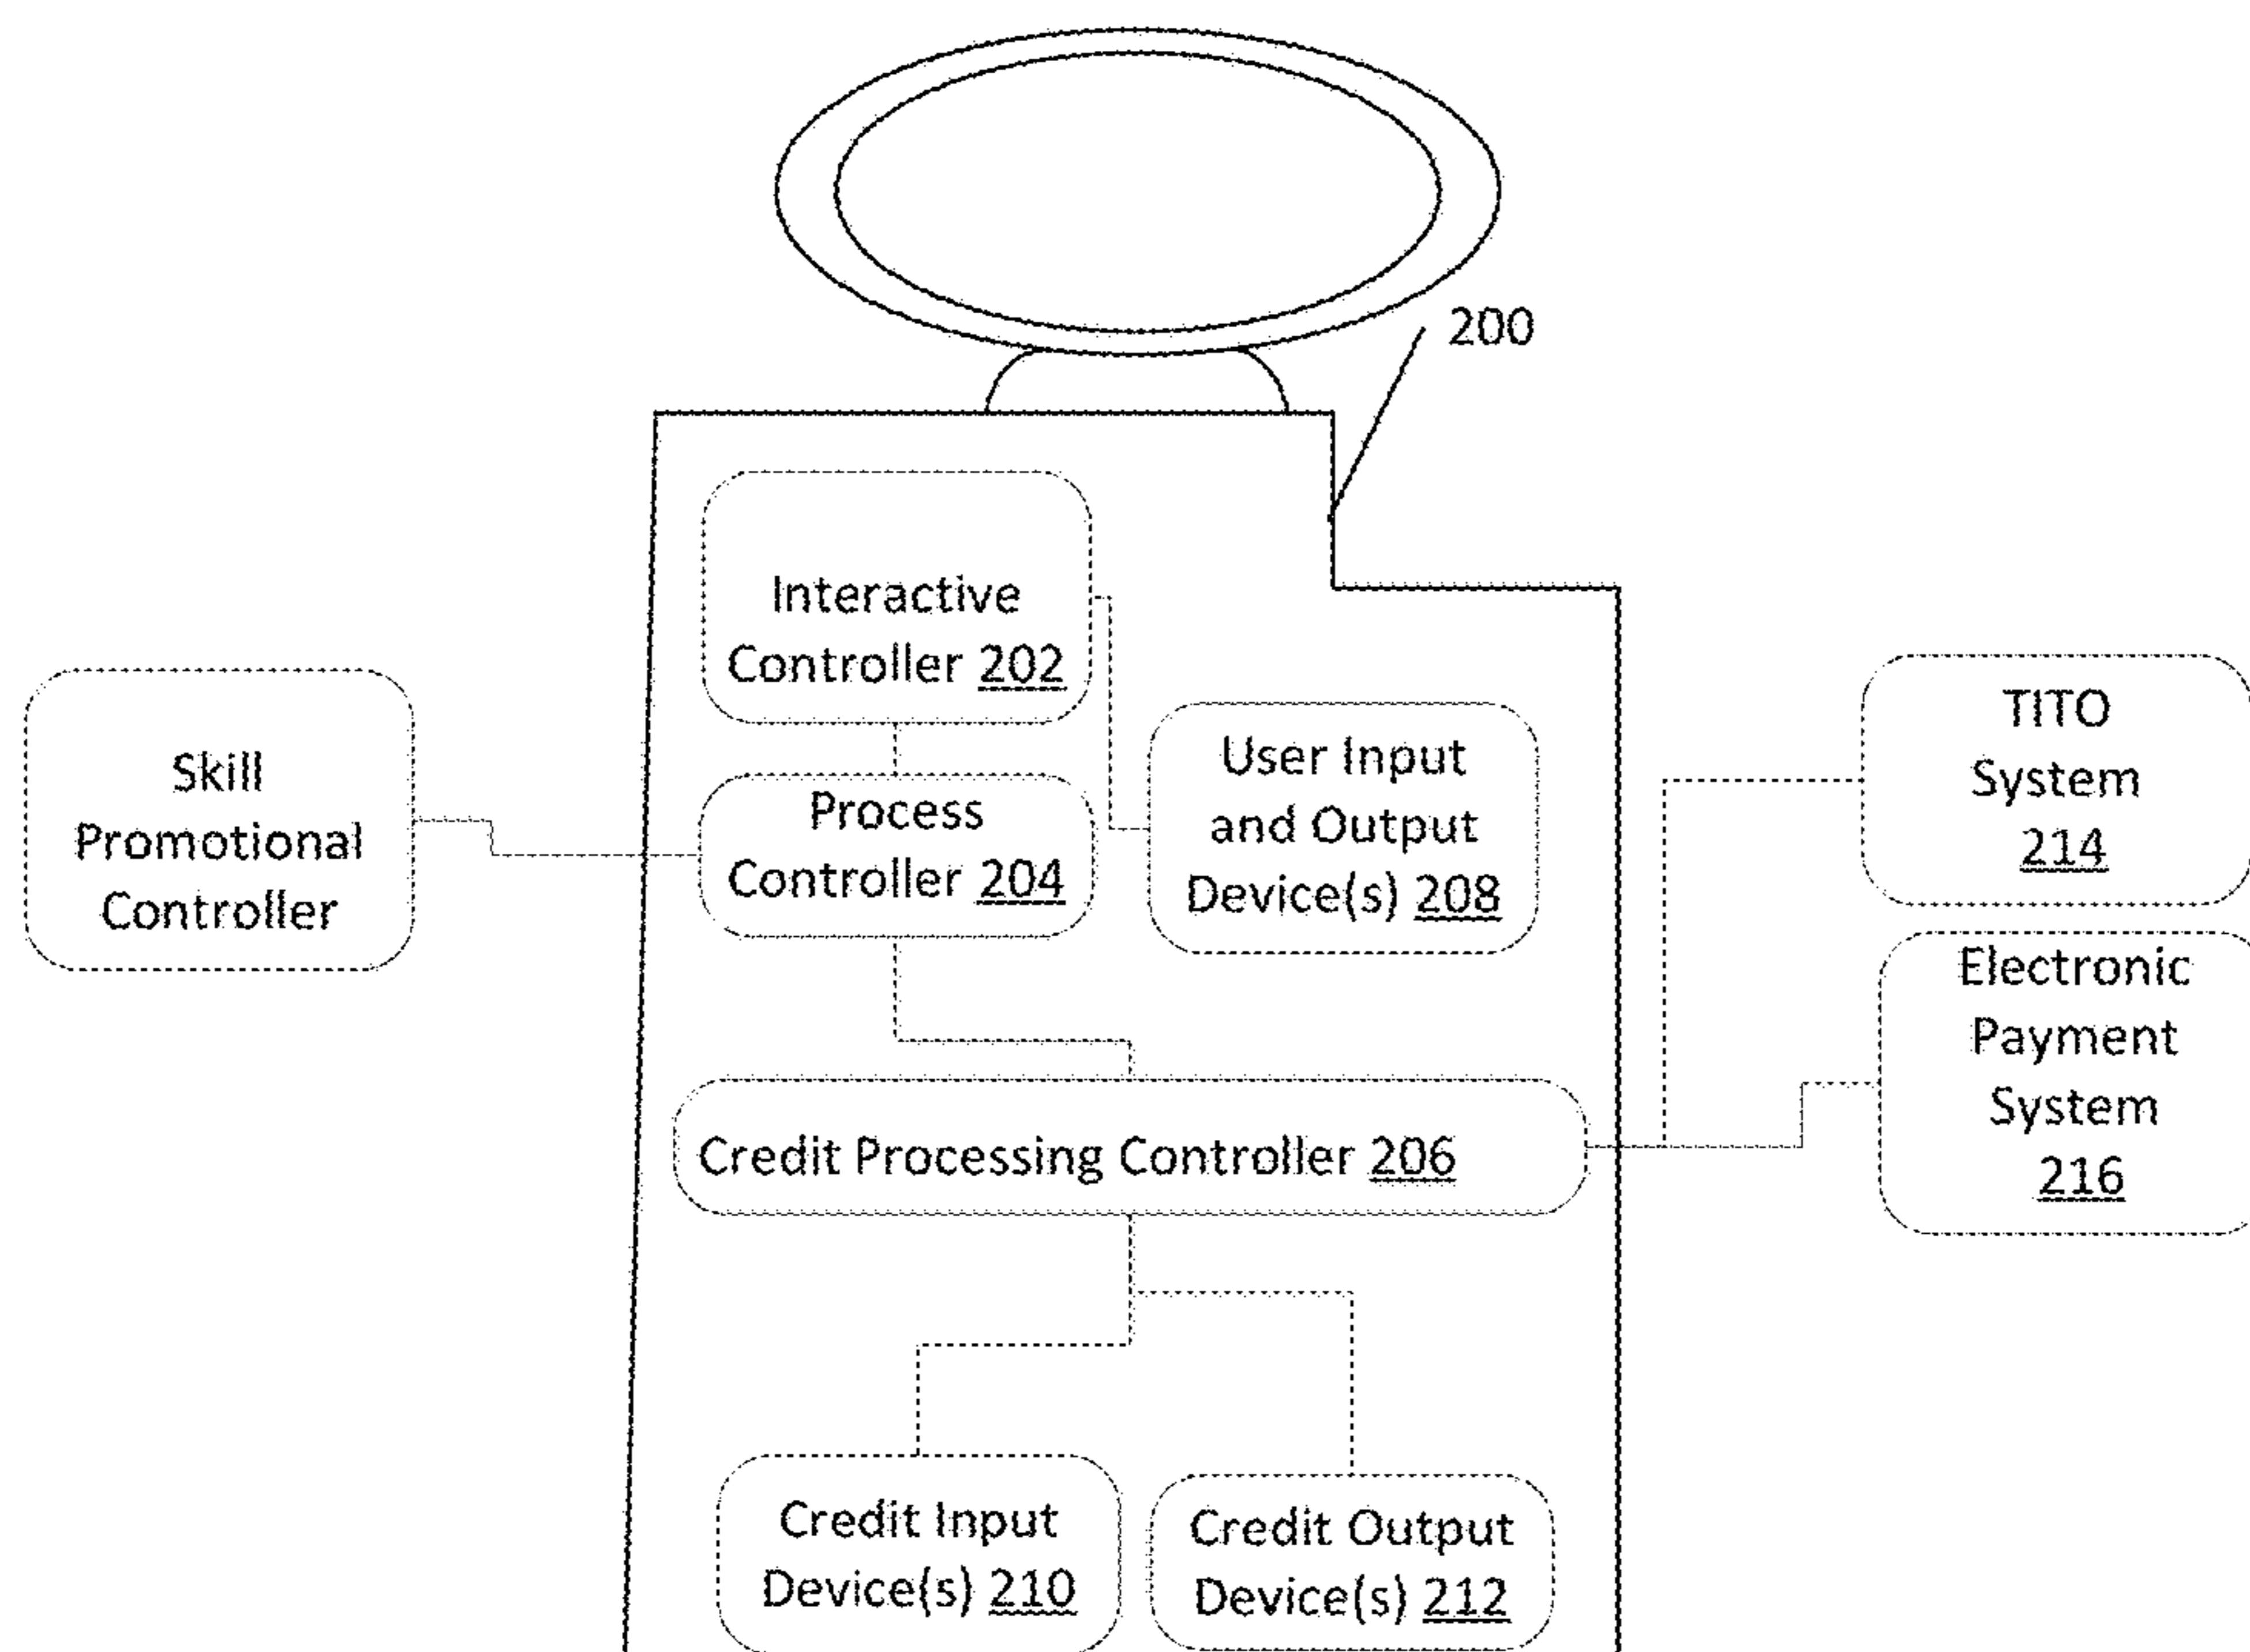 200
Interactive
Controller 202
Skill
Promotional
Controller
Process
Controller 204
User Input
and Output
Device(s) 208
TITO
System
214
Electronic
Payment
System
216
Credit Processing Controller 206
Credit Input
Device(s) 210
Credit Output
Device(s) 212